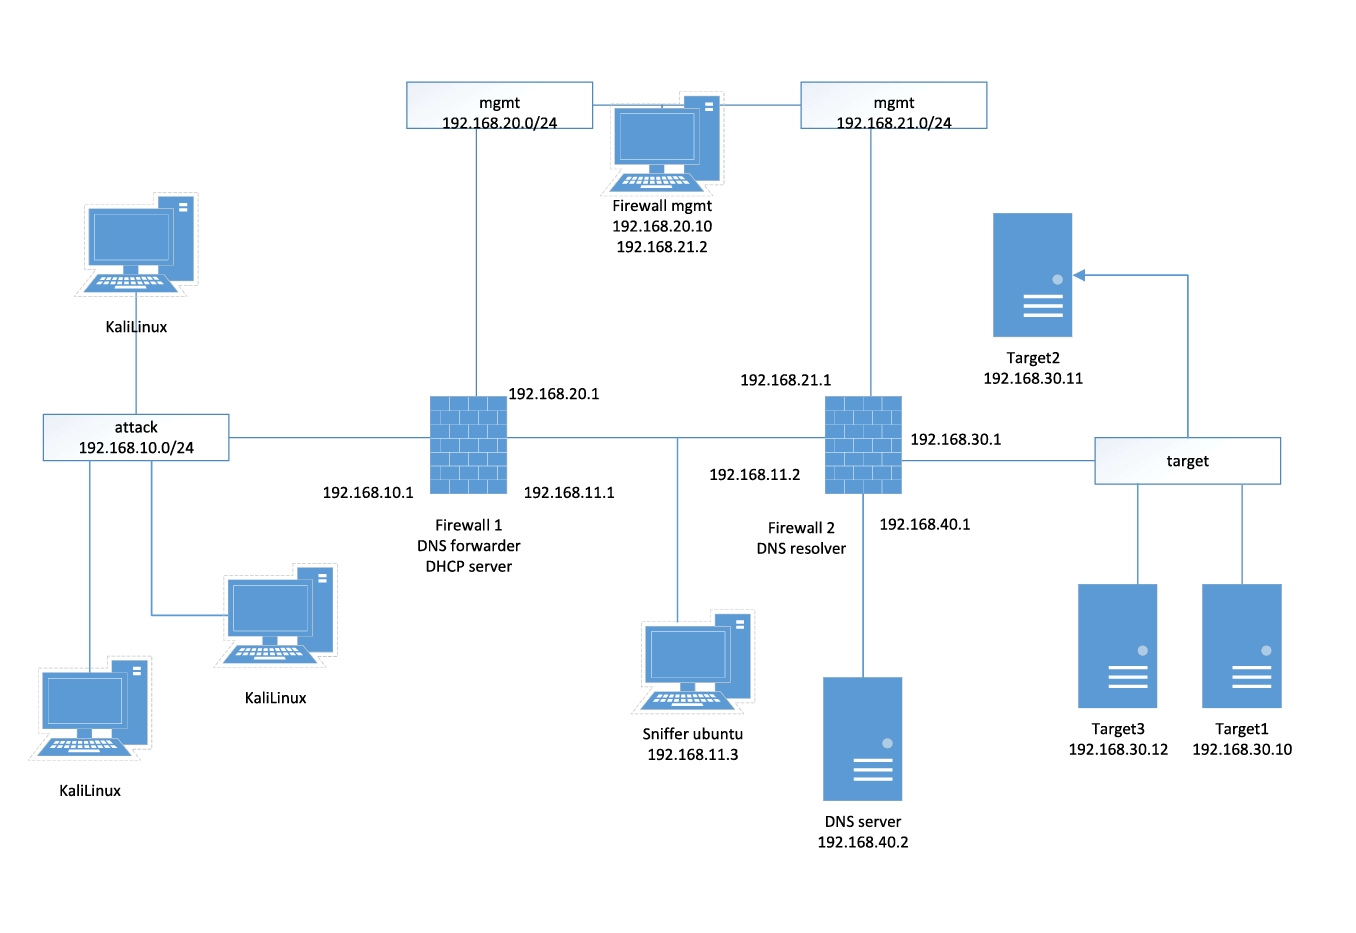 mgmt
192.168.20.0/24
mgmt
192.168.21.0/24
Firewall mgmt
192.168.20.10
192.168.21.2
KaliLinux
Target2
192.168.30.11
192.168.20.1
192.168.21.1
attack
192.168.10.0/24
192.168.30.1
target
192.168.10.1
192.168.11.1
192.168.11.2
Firewall 1
DNS forwarder
DHCP server
Firewall 2
DNS resolver
192.168.40.1
KaliLinux
KaliLinux
Sniffer ubuntu
192.168.11.3
Target3
192.168.30.12
Target1
192.168.30.10
DNS server
192.168.40.2